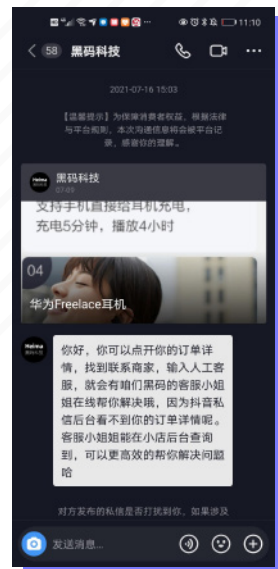 11:10
58 黑码科技
2021-07-16 15:03
【温馨提示】为保障消费者权益，根据法律
与平台规则，本次沟通信息将会被平台记
录，感谢你的理解。
黑码科技
07-09
支持手机直接给耳机充电，
充电5分钟，播放4小时
04
华为Freelace耳机
Heima
你好，你可以点开你的订单详
情，找到联系商家，输入人工客
服，就会有咱们黑码的客服小姐
姐在线帮你解决哦，因为抖音私
信后台看不到你的订单详情呢。
客服小姐姐能在小店后台查询
到，可以更高效的帮你解决问题
哈
对方发布的私信是否打扰到你，如果涉及
发送消息...